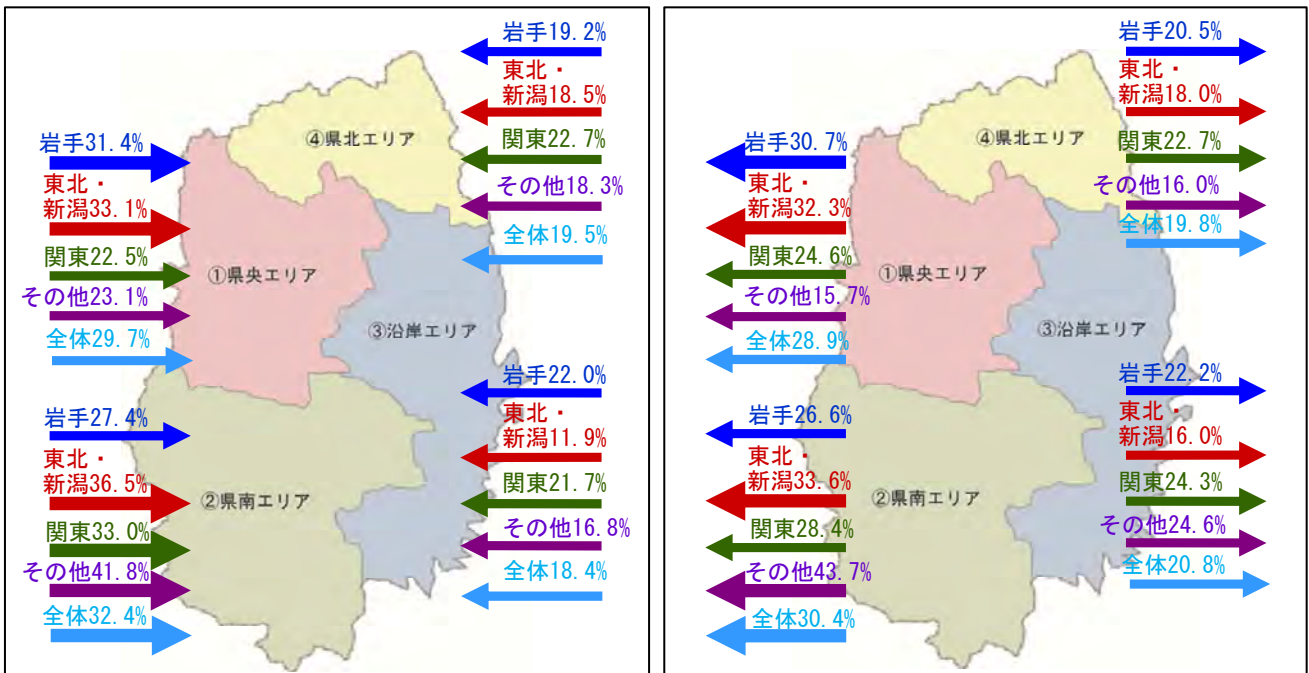 岩手19.2%
東北・
新潟18.5%
④県北エリア
関東22.7%
岩手31.4%
東北・
新潟33.1%
その他18.3%
全体19.5%
関東22.5%
①県央エリア
その他23.1%
全体29.7%
③沿岸エリア
岩手22.0%
岩手27.4%
東北・
新潟11.9%
東北・
新潟36.5%
②県南エリア
関東21.7%
関東33.0%
その他16.8%
その他41.8%
全体18.4%
全体32.4%
岩手20.5%
東北・
新潟18.0%
④県北エリア
関東22.7%
岩手30.7%
東北・
新潟32.3%
その他16.0%
全体19.8%
関東24.6%
①県央エリア
その他15.7%
全体28.9%
③沿岸エリア
岩手22.2%
岩手26.6%
東北・
新潟16.0%
東北・
新潟33.6%
②県南エリア
関東24.3%
関東28.4%
その他24.6%
その他43.7%
全体20.8%
全体30.4%